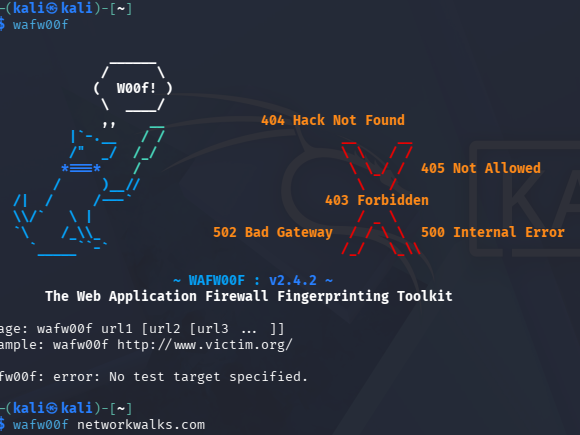 (kali㉿kali)-[~]
$ wafw00f
( W00f! )
404 Hack Not Found
405 Not Allowed
403 Forbidden
502 Bad Gateway 500 Internal Error
~ WAFW00F : v2.4.2 ~
The Web Application Firewall Fingerprinting Toolkit
age: wafw00f url1 [url2 [url3 ... ]]
ample: wafw00f http://www.victim.org/
fw00f: error: No test target specified.
(kali㉿kali)-[~]
$ wafw00f networkwalks.com
KA